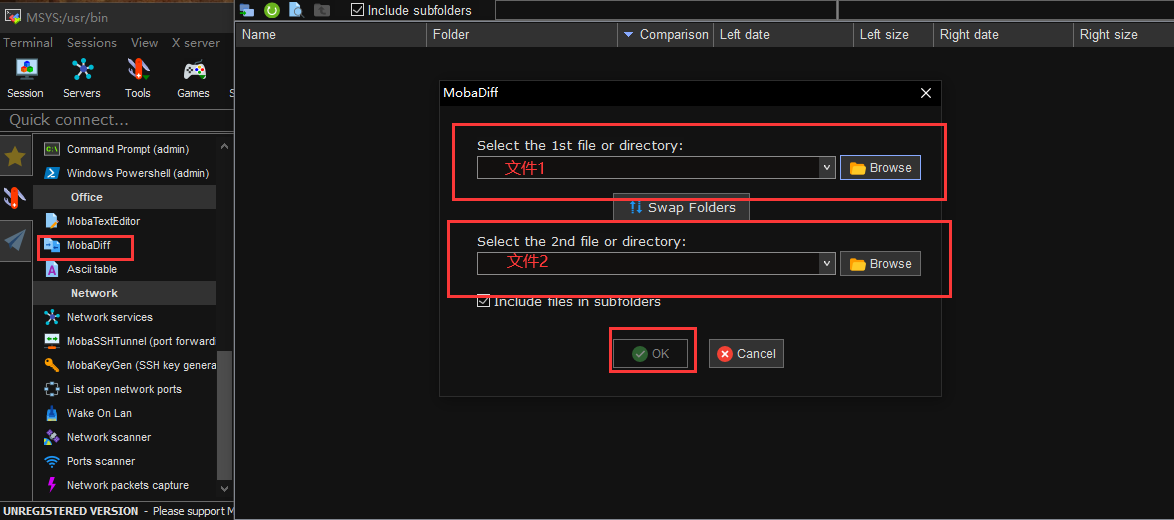 MSYS:/usr/bin
Terminal Sessions View X server
Session Servers Tools Games
Quick connect...
Command Prompt (admin)
Windows Powershell (admin)
Office
MobaTextEditor
MobaDiff
Ascii table
Network
Network services
MobaSSHTunnel (port forwardi
MobaKeyGen (SSH key genera
List open network ports
Wake On Lan
Network scanner
Ports scanner
Network packets capture
UNREGISTERED VERSION - Please support M
Include subfolders
Name Folder Comparison Left date Left size Right date Right size
MobaDiff
Select the 1st file or directory:
文件1 Browse
Swap Folders
Select the 2nd file or directory:
文件2 Browse
Include files in subfolders
OK Cancel